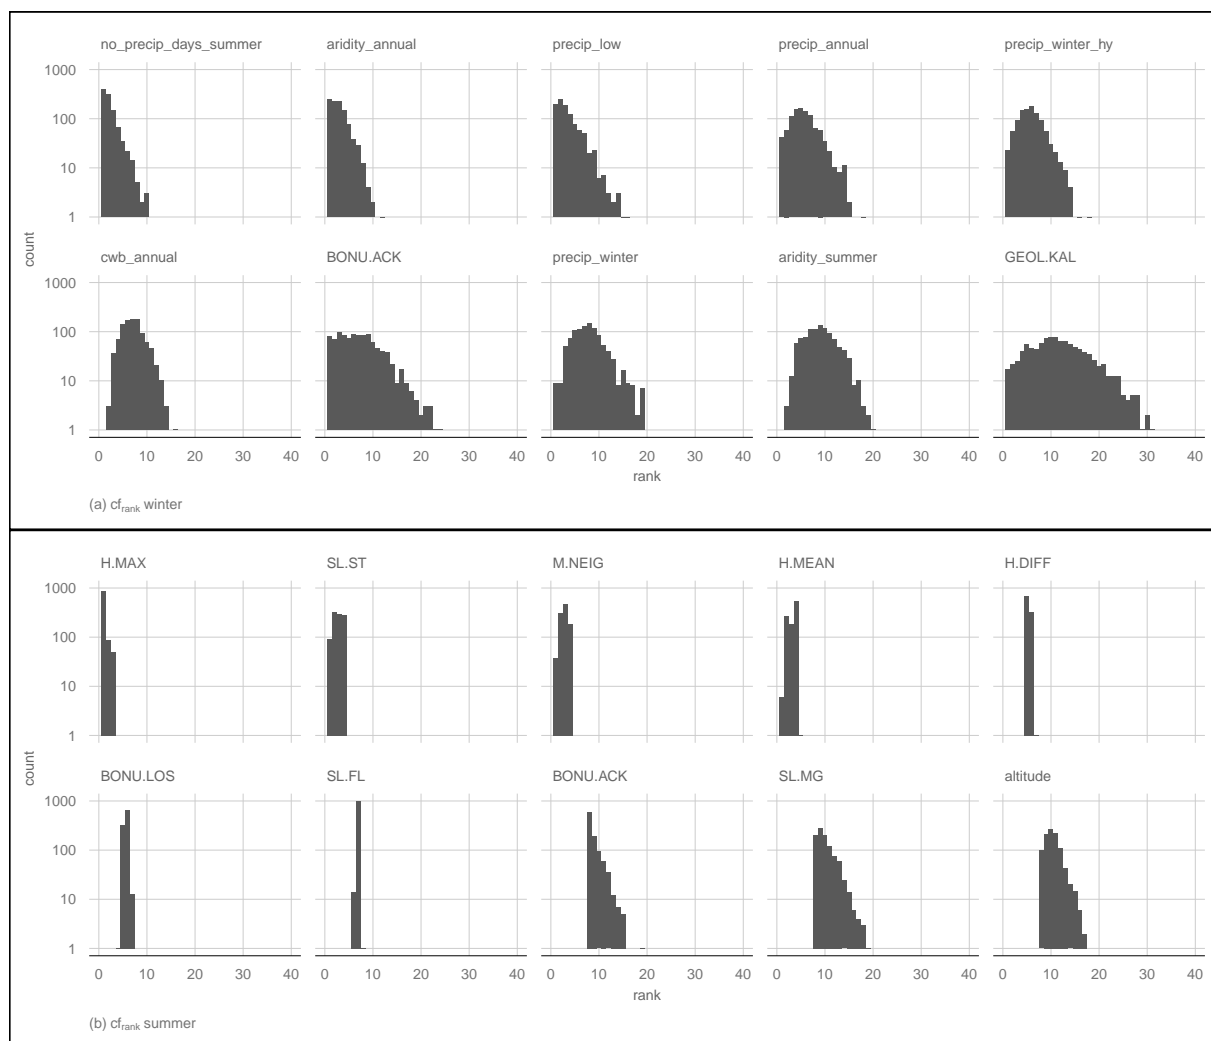 no_precip_days_summer aridity_annual precip_low precip_annual precip_winter_hy
1000
100
10
1
cwb_annual BONU.ACK precip_winter aridity_summer GEOL.KAL
1000
100
10
1
count
0 10 20 30 40 0 10 20 30 40 0 10 20 30 40 0 10 20 30 40 0 10 20 30 40
rank
(a) cfrank winter
H.MAX SL.ST M.NEIG H.MEAN H.DIFF
1000
100
10
1
BONU.LOS SL.FL BONU.ACK SL.MG altitude
1000
100
10
1
count
0 10 20 30 40 0 10 20 30 40 0 10 20 30 40 0 10 20 30 40 0 10 20 30 40
rank
(b) cfrank summer